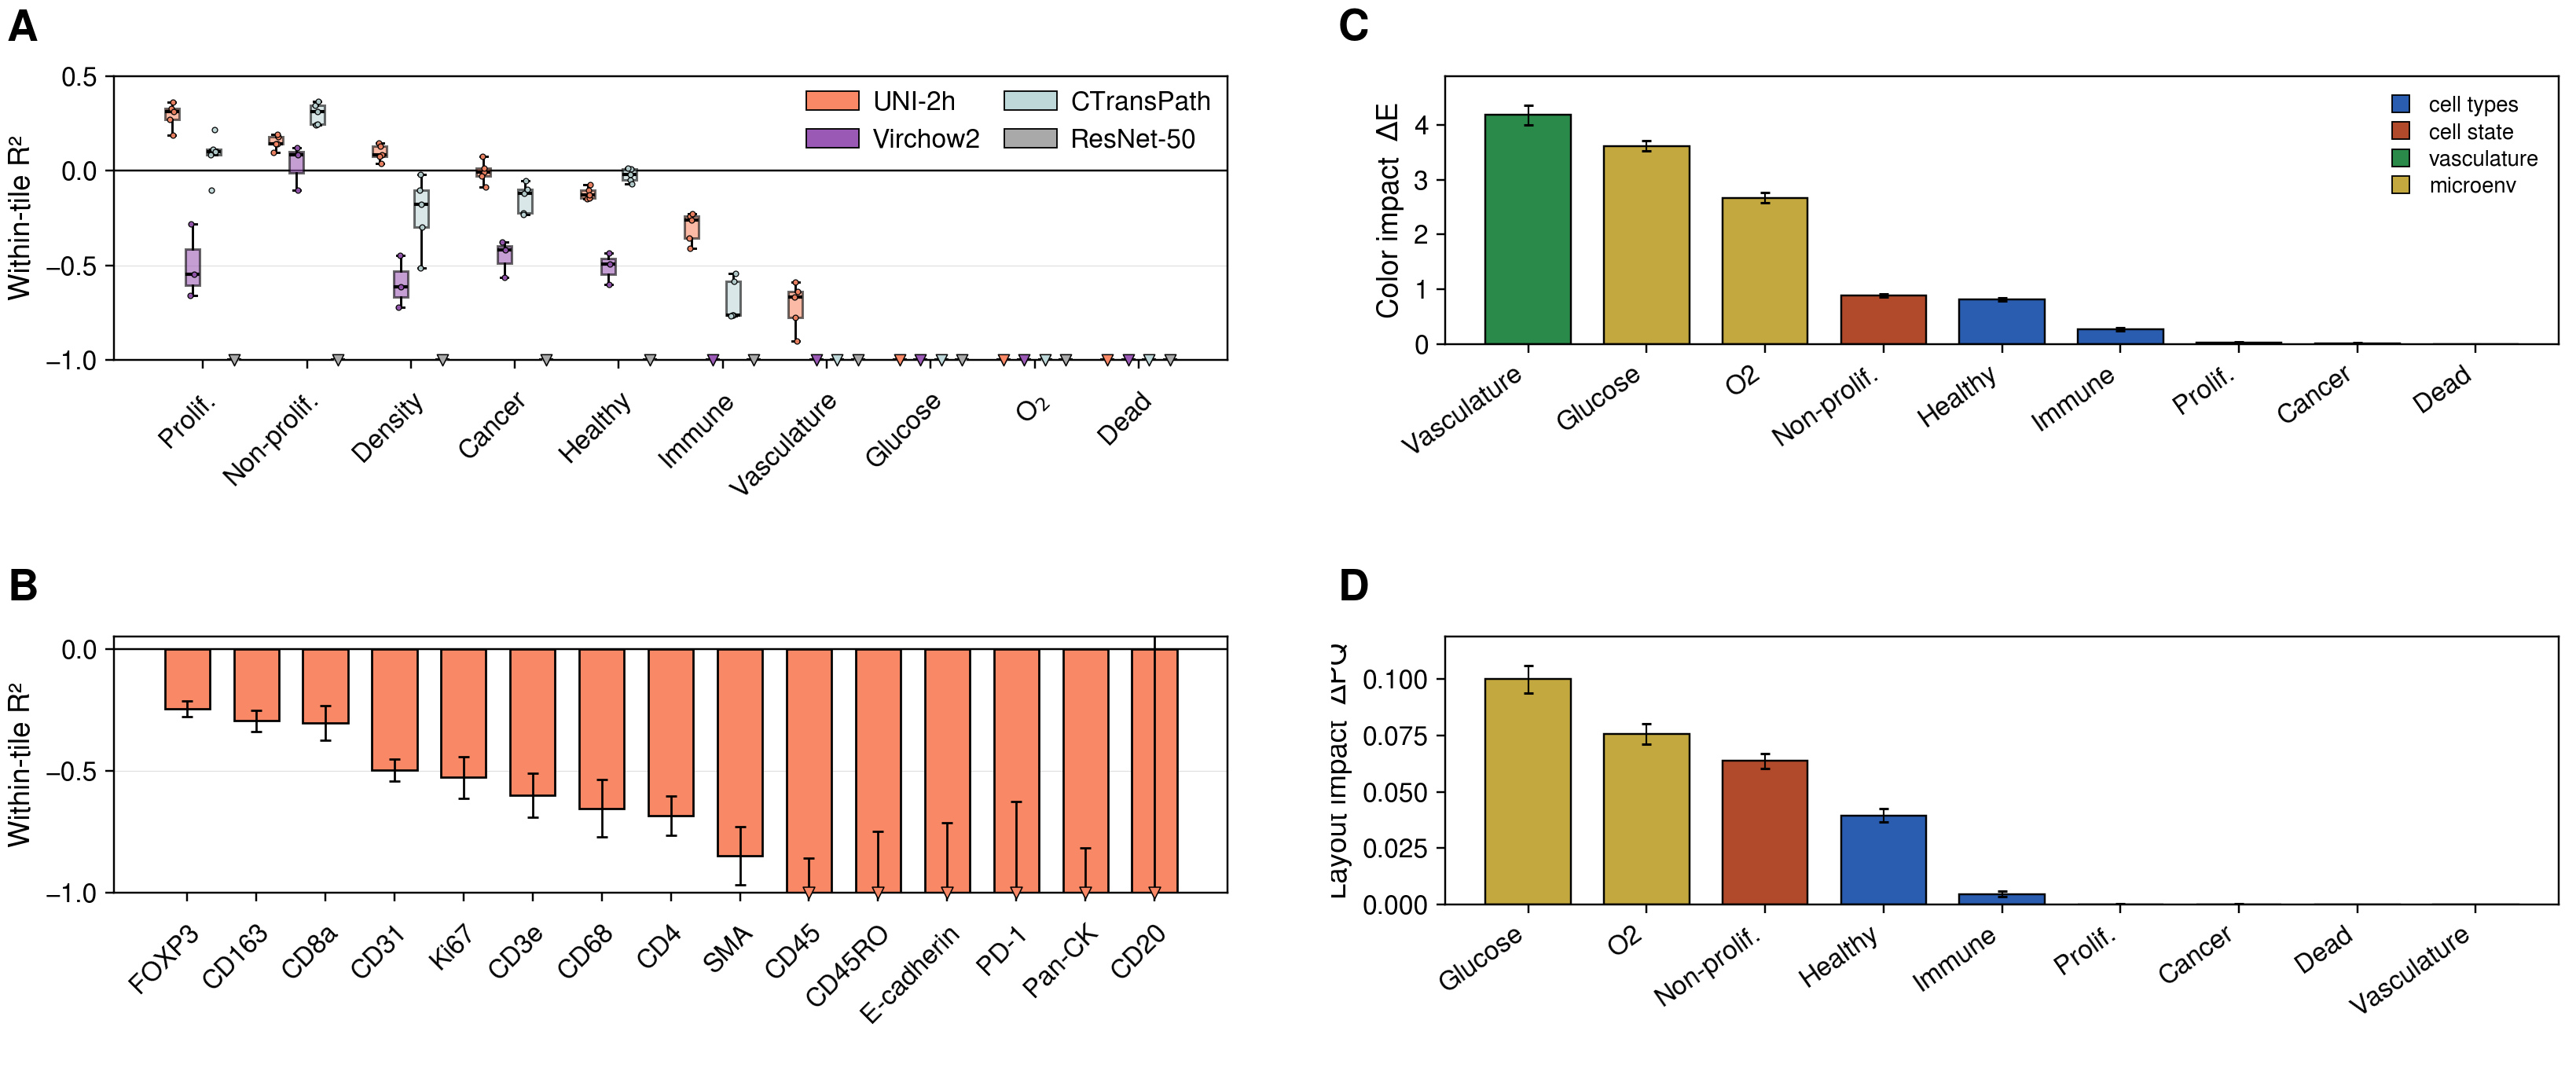 A
Within-tile R²
0.5
0.0
−0.5
−1.0
UNI-2h
CTransPath
Virchow2
ResNet-50
Prolif.
Non-prolif.
Density
Cancer
Healthy
Immune
Vasculature
Glucose
O₂
Dead
C
Color impact ΔE
4
3
2
1
0
cell types
cell state
vasculature
microenv
Vasculature
Glucose
O2
Non-prolif.
Healthy
Immune
Prolif.
Cancer
Dead
B
Within-tile R²
0.0
−0.5
−1.0
FOXP3
CD163
CD8a
CD31
Ki67
CD3e
CD68
CD4
SMA
CD45
CD45RO
E-cadherin
PD-1
Pan-CK
CD20
D
Layout impact ΔPQ
0.100
0.075
0.050
0.025
0.000
Glucose
O2
Non-prolif.
Healthy
Immune
Prolif.
Cancer
Dead
Vasculature